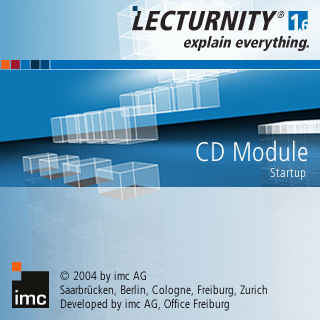 LECTURNITY® 1.6
explain everything.
CD Module
Startup
imc
© 2004 by imc AG
Saarbrücken, Berlin, Cologne, Freiburg, Zurich
Developed by imc AG, Office Freiburg